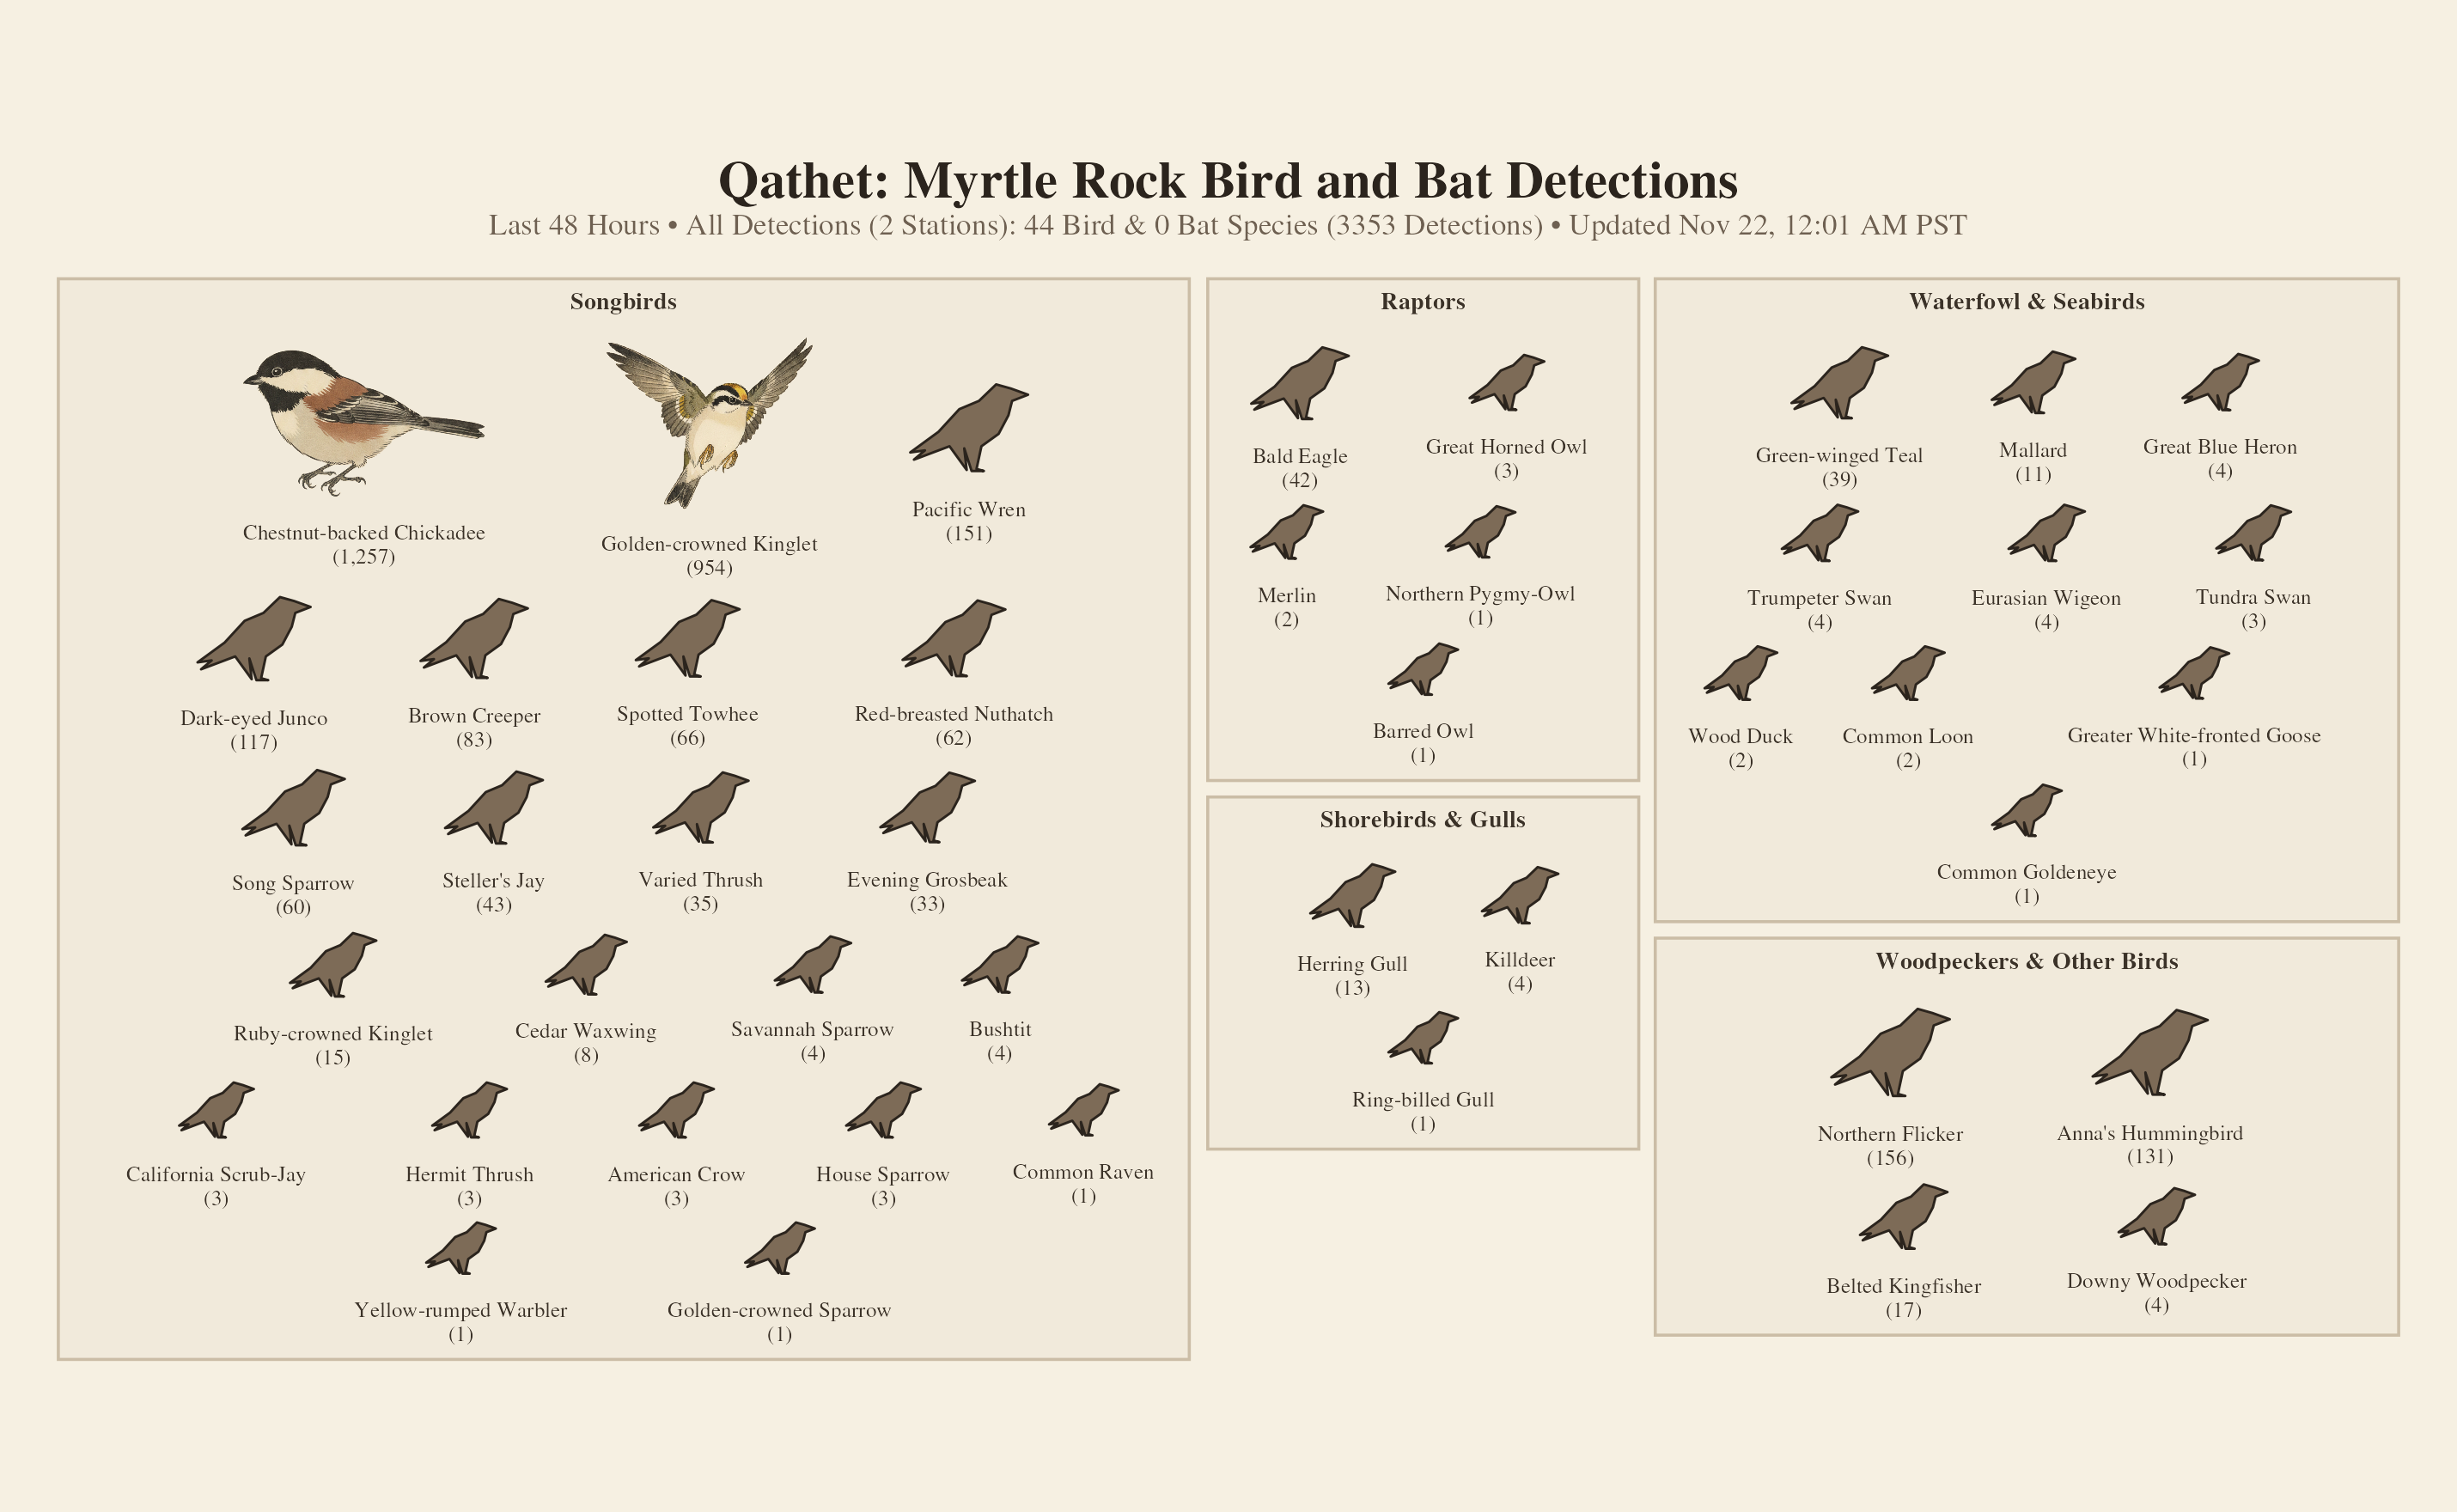 Qathet: Myrtle Rock Bird and Bat Detections
Last 48 Hours • All Detections (2 Stations): 44 Bird & 0 Bat Species (3353 Detections) • Updated Nov 22, 12:01 AM PST
Songbirds
Chestnut-backed Chickadee
(1,257)
Golden-crowned Kinglet
(954)
Pacific Wren
(151)
Dark-eyed Junco
(117)
Brown Creeper
(83)
Spotted Towhee
(66)
Red-breasted Nuthatch
(62)
Song Sparrow
(60)
Steller's Jay
(43)
Varied Thrush
(35)
Evening Grosbeak
(33)
Ruby-crowned Kinglet
(15)
Cedar Waxwing
(8)
Savannah Sparrow
(4)
Bushtit
(4)
California Scrub-Jay
(3)
Hermit Thrush
(3)
American Crow
(3)
House Sparrow
(3)
Common Raven
(1)
Yellow-rumped Warbler
(1)
Golden-crowned Sparrow
(1)
Raptors
Bald Eagle
(42)
Great Horned Owl
(3)
Merlin
(2)
Northern Pygmy-Owl
(1)
Barred Owl
(1)
Shorebirds & Gulls
Herring Gull
(13)
Killdeer
(4)
Ring-billed Gull
(1)
Waterfowl & Seabirds
Green-winged Teal
(39)
Mallard
(11)
Great Blue Heron
(4)
Trumpeter Swan
(4)
Eurasian Wigeon
(4)
Tundra Swan
(3)
Wood Duck
(2)
Common Loon
(2)
Greater White-fronted Goose
(1)
Common Goldeneye
(1)
Woodpeckers & Other Birds
Northern Flicker
(156)
Anna's Hummingbird
(131)
Belted Kingfisher
(17)
Downy Woodpecker
(4)